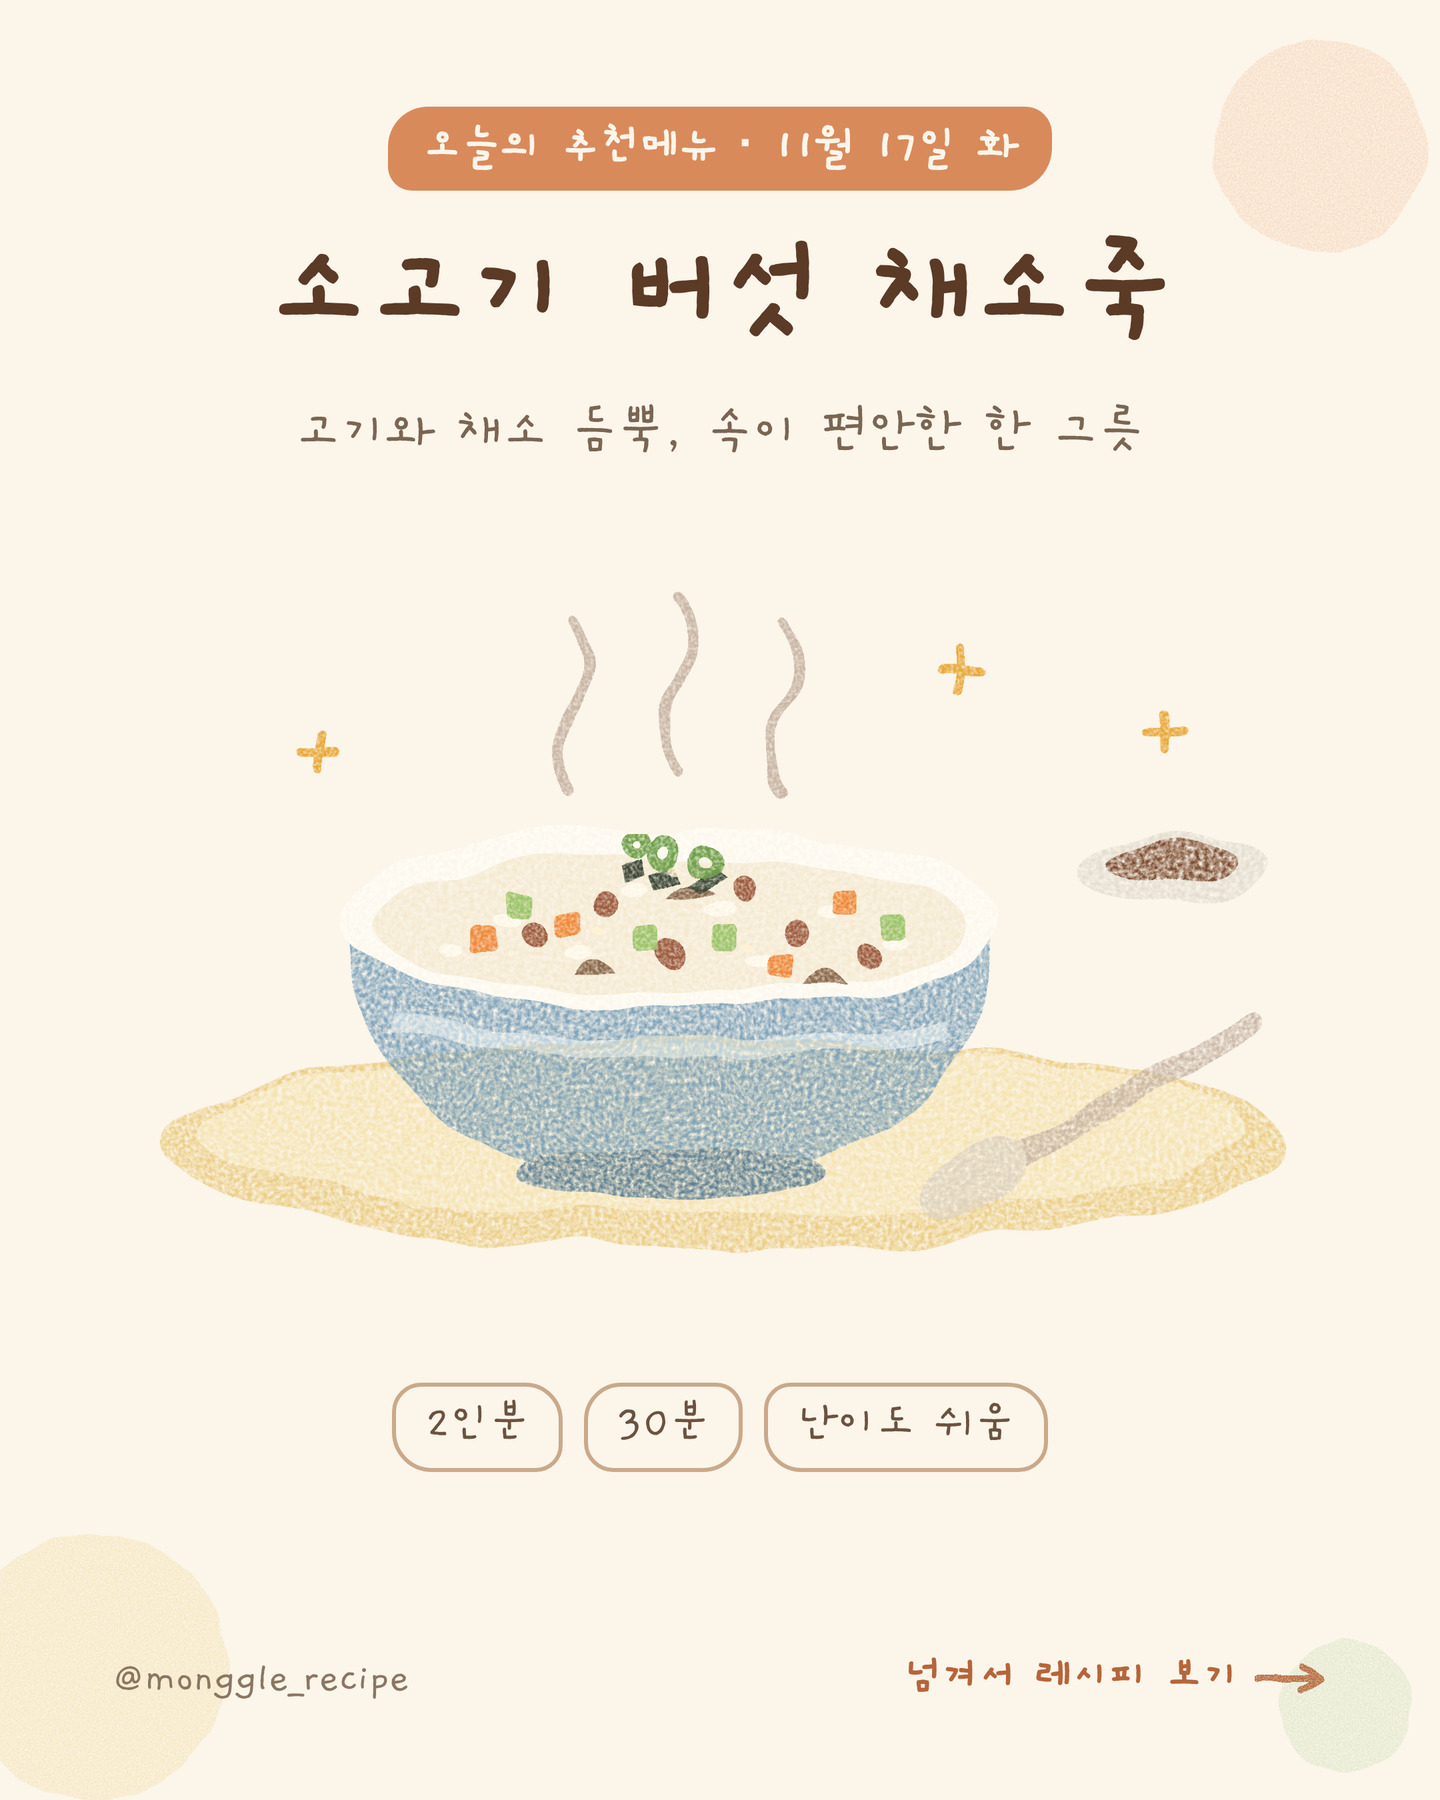 오늘의 추천메뉴 · 11월 17일 화
소고기 버섯 채소죽
고기와 채소 듬뿍, 속이 편안한 한 그릇
2인분 30분 난이도 쉬움
@monggle_recipe 넘겨서 레시피 보기 →